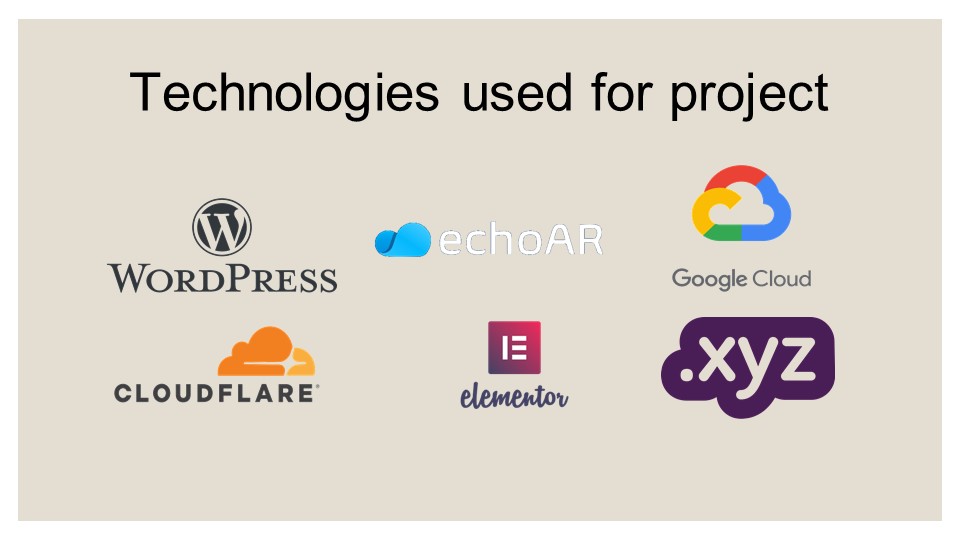 Technologies used for project
WORDPRESS
echoAR
Google Cloud
CLOUDFLARE®
elementor
.xyz